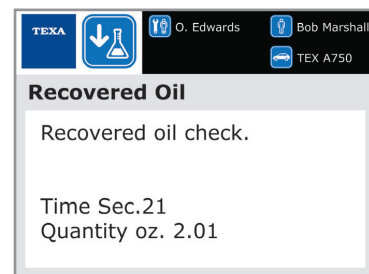 TEXA
O. Edwards
Bob Marshall
TEX A750
Recovered Oil
Recovered oil check.
Time Sec.21
Quantity oz. 2.01